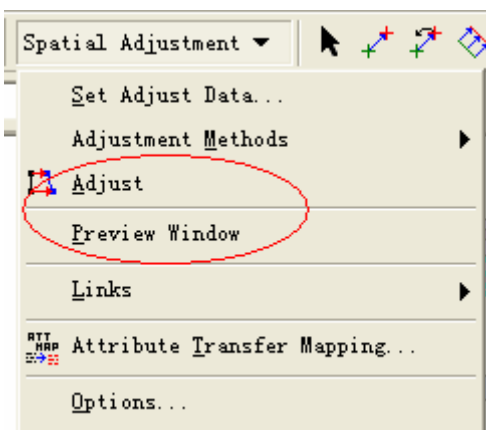 Spatial Adjustment
Set Adjust Data...
Adjustment Methods
Adjust
Preview Window
Links
ATT MAP Attribute Transfer Mapping...
Options...